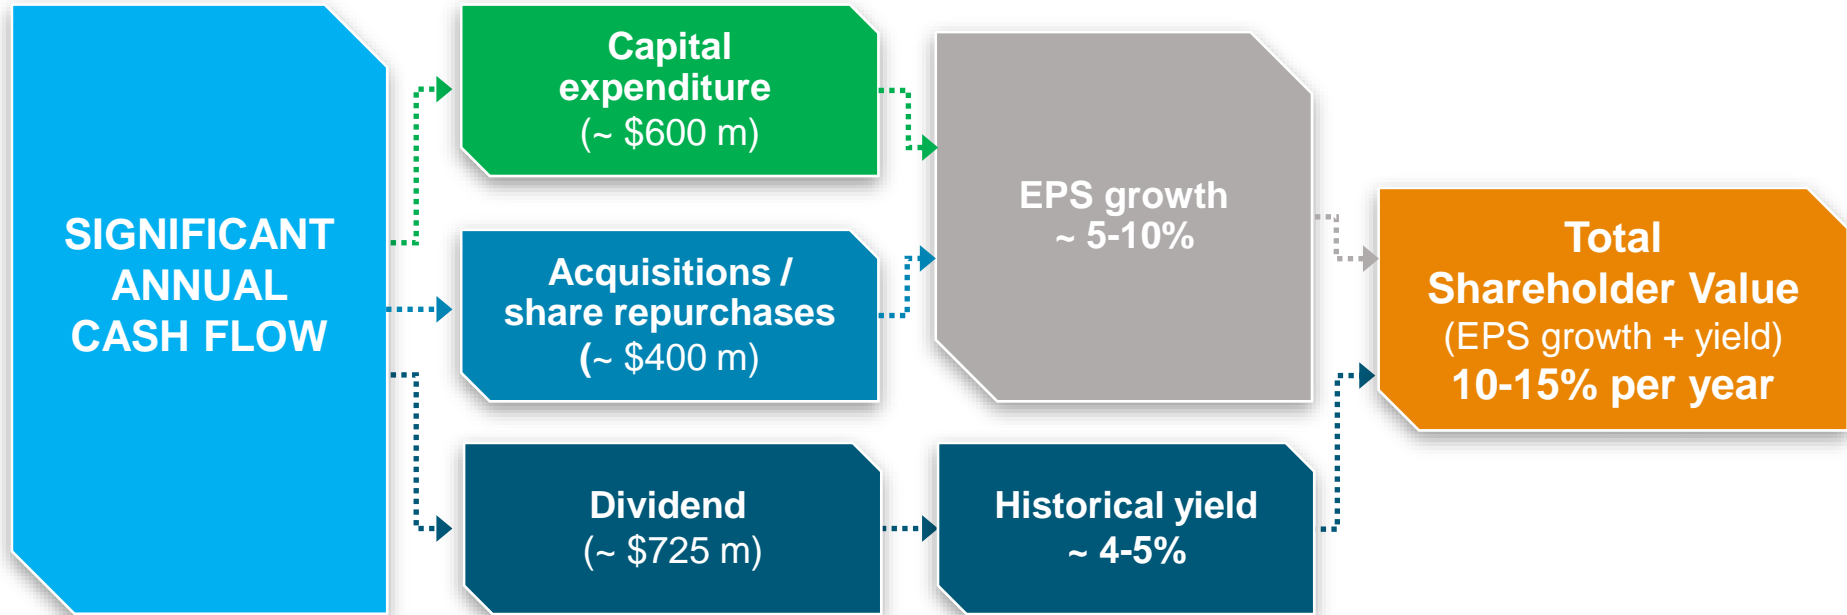 SIGNIFICANT
ANNUAL
CASH FLOW
Capital
expenditure
(~ $600 m)
Acquisitions /
share repurchases
(~ $400 m)
Dividend
(~ $725 m)
EPS growth
~ 5-10%
Historical yield
~ 4-5%
Total
Shareholder Value
(EPS growth + yield)
10-15% per year